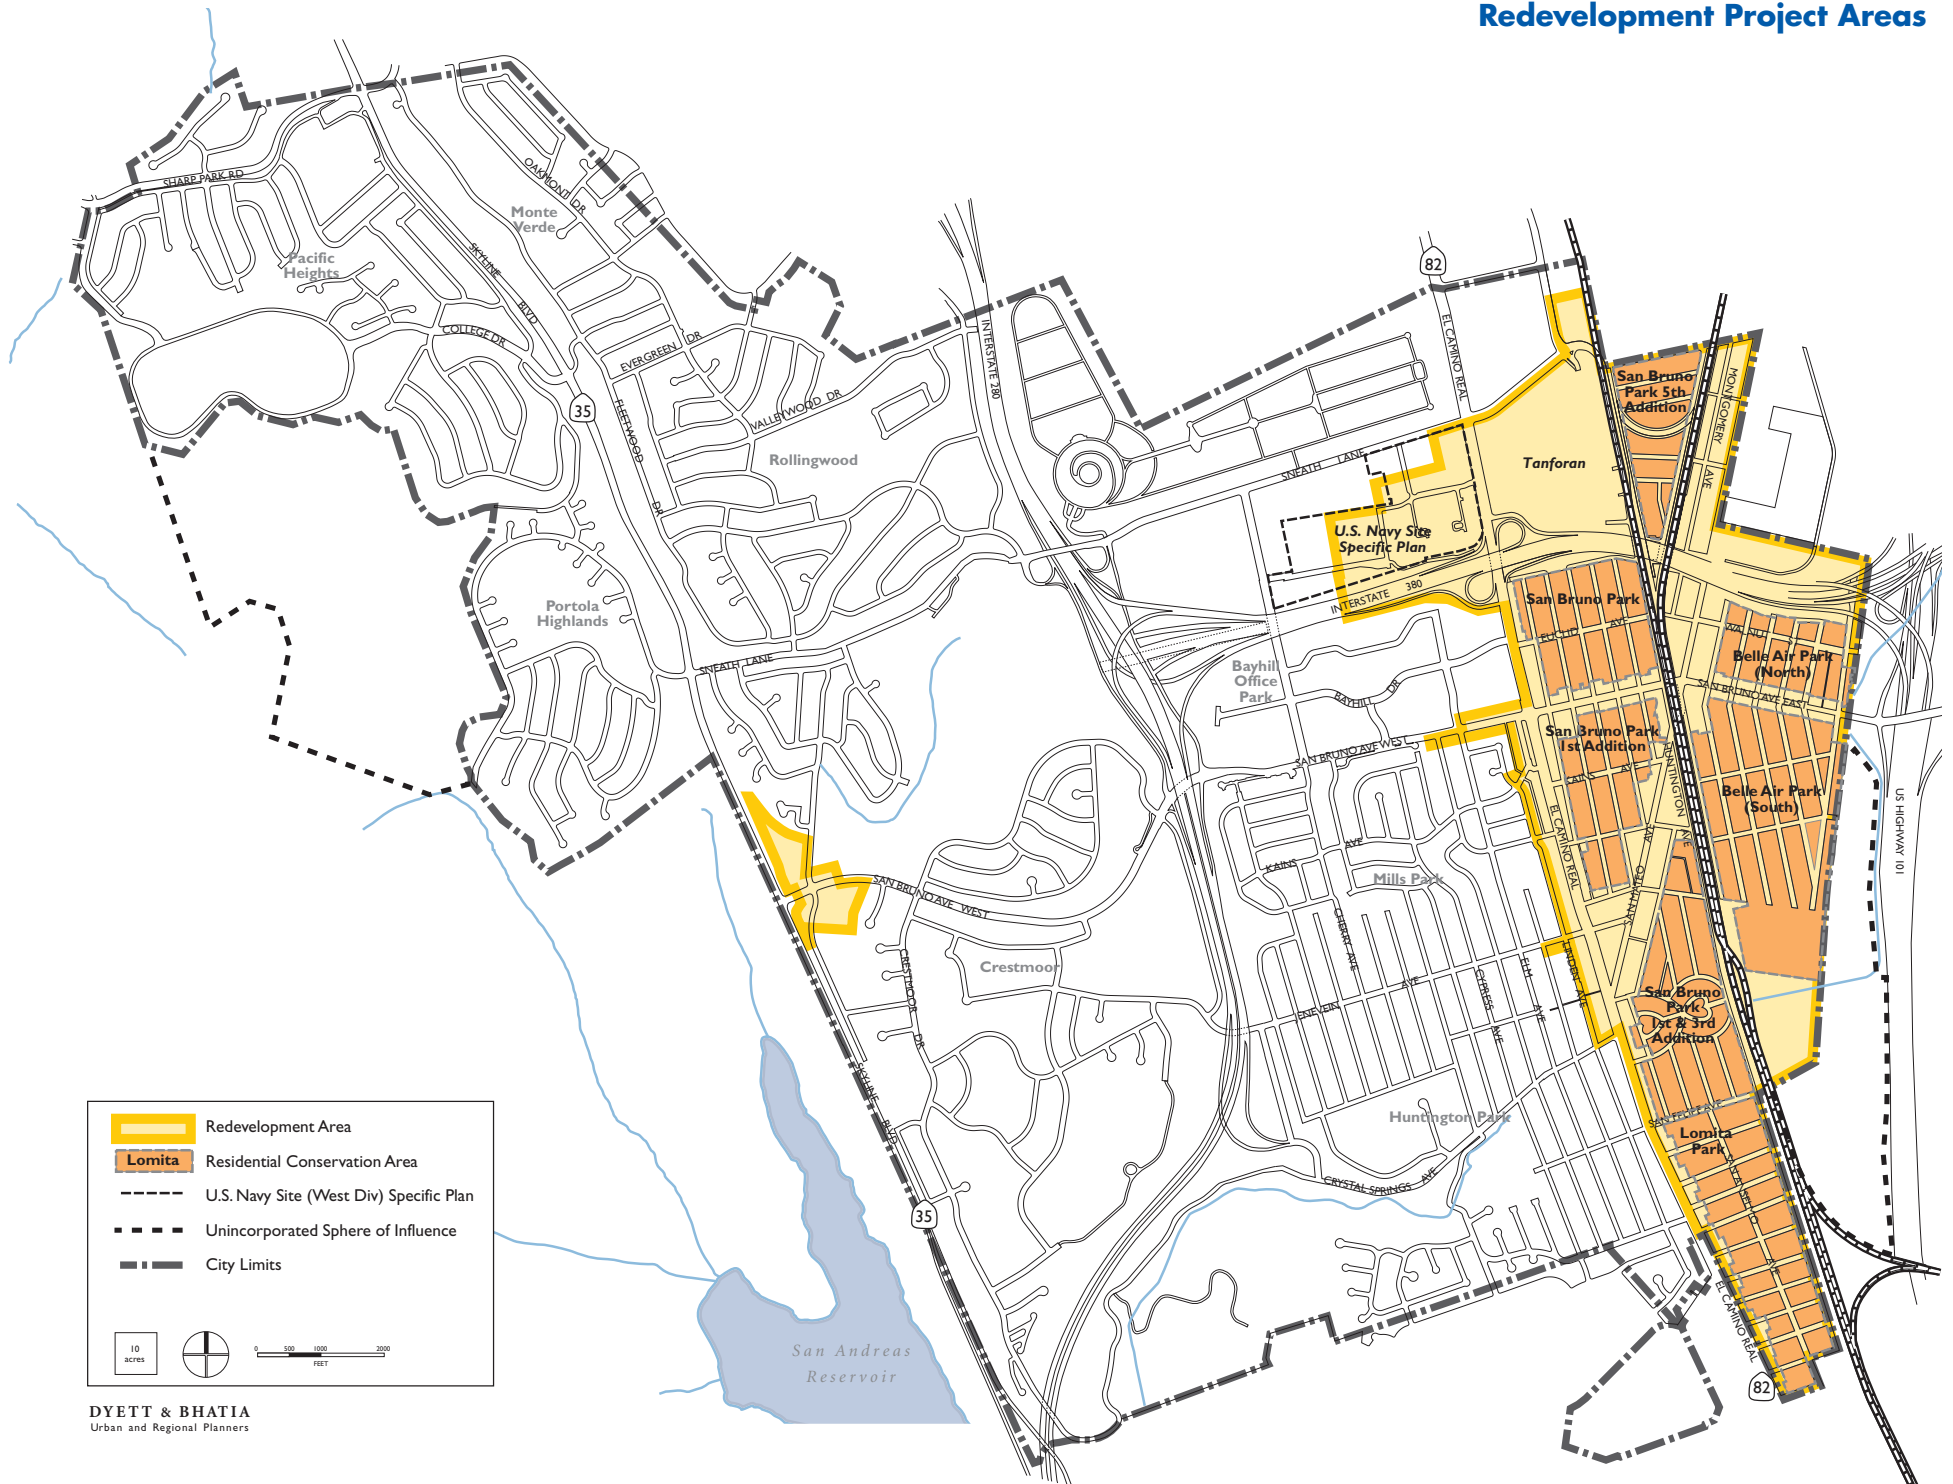 Redevelopment Project Areas
SHARP PARK RD
OAKMONT DR
Monte
Verde
Pacific
Heights
SKYLINE BLVD
COLLEGE DR
EVERGREEN DR
35
FLEETWOOD DR
VALLEYWOOD DR
Rollingwood
INTERSTATE 280
82
EL CAMINO REAL
SNEATH LANE
Tanforan
San Bruno
Park 5th
Addition
MONTGOMERY AVE
U.S. Navy Site
Specific Plan
INTERSTATE 380
Portola
Highlands
SNEATH LANE
San Bruno Park
EUCLID AVE
WALNUT
Belle Air Park
(North)
SAN BRUNO AVE EAST
Bayhill
Office
Park
BAYHILL DR
SAN BRUNO AVE WEST
San Bruno Park
1st Addition
KAINS AVE
HUNTINGTON AVE
Belle Air Park
(South)
US HIGHWAY 101
EL CAMINO REAL
SAN MATEO AVE
KAINS AVE
Mills Park
SAN BRUNO AVE WEST
CHERRY AVE
Crestmoor
CRESTMOOR DR
JENEVEIN AVE
CYPRESS AVE
ELM AVE
LINDEN AVE
San Bruno
Park
1st & 3rd
Addition
SKYLINE BLVD
Huntington Park
SAN FELIPE AVE
Lomita
Park
SAN ANSELMO AVE
CRYSTAL SPRINGS AVE
35
EL CAMINO REAL
82
San Andreas
Reservoir
Redevelopment Area
Lomita
Residential Conservation Area
U.S. Navy Site (West Div) Specific Plan
Unincorporated Sphere of Influence
City Limits
10
acres
0 500 1000 2000
FEET
DYETT & BHATIA
Urban and Regional Planners